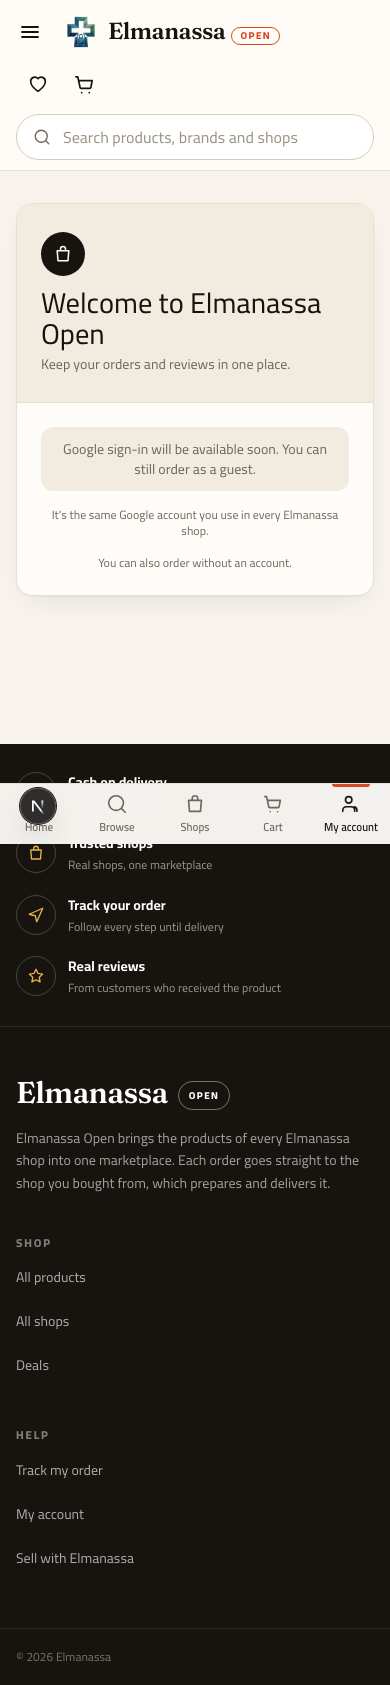 Elmanassa OPEN
Search products, brands and shops
Welcome to Elmanassa
Open
Keep your orders and reviews in one place.
Google sign-in will be available soon. You can
still order as a guest.
It's the same Google account you use in every Elmanassa
shop.
You can also order without an account.
Cash on delivery
N
Home
Browse
Shops
Cart
My account
Trusted shops
Real shops, one marketplace
Track your order
Follow every step until delivery
Real reviews
From customers who received the product
Elmanassa OPEN
Elmanassa Open brings the products of every Elmanassa
shop into one marketplace. Each order goes straight to the
shop you bought from, which prepares and delivers it.
SHOP
All products
All shops
Deals
HELP
Track my order
My account
Sell with Elmanassa
© 2026 Elmanassa